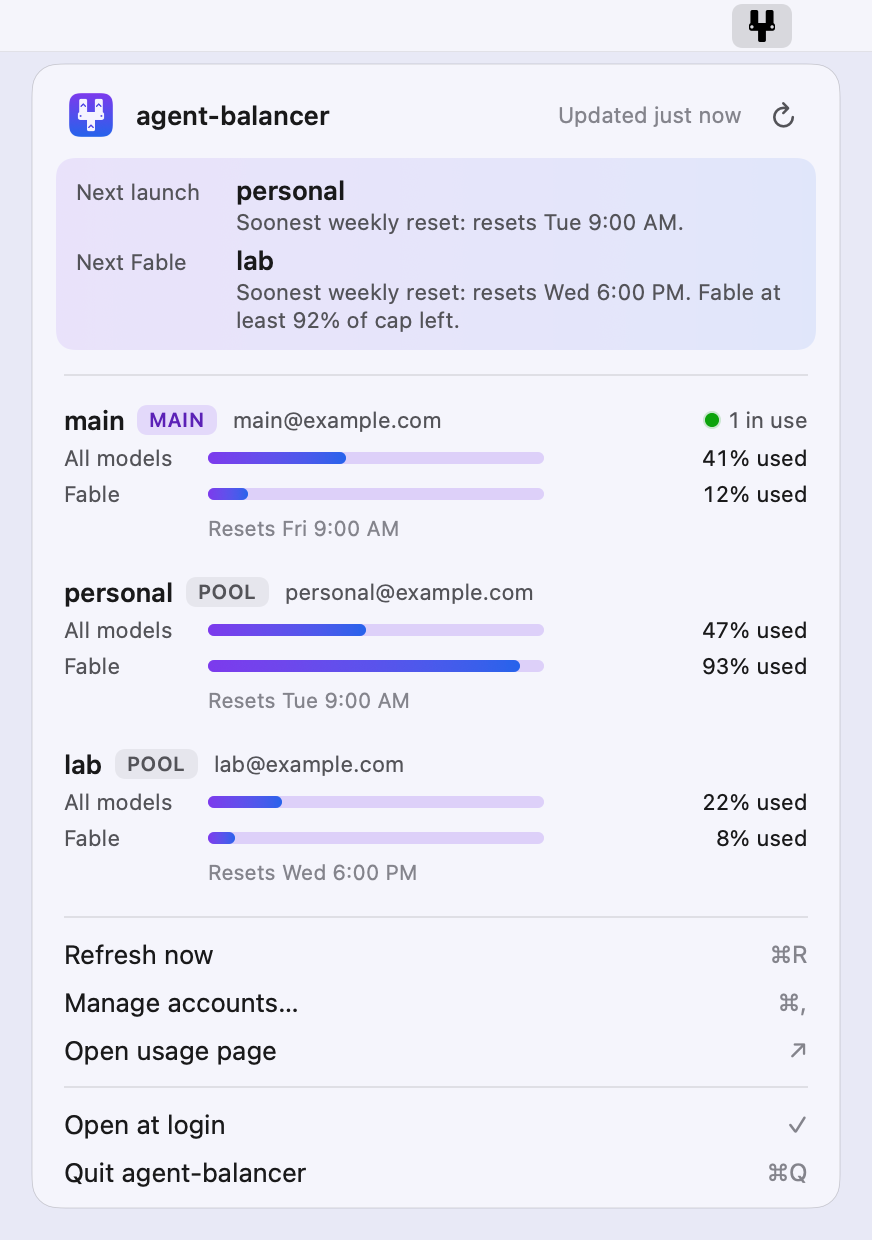 agent-balancer Updated just now
Next launch personal
Soonest weekly reset: resets Tue 9:00 AM.
Next Fable lab
Soonest weekly reset: resets Wed 6:00 PM. Fable at
least 92% of cap left.
main MAIN main@example.com 1 in use
All models 41% used
Fable 12% used
Resets Fri 9:00 AM
personal POOL personal@example.com
All models 47% used
Fable 93% used
Resets Tue 9:00 AM
lab POOL lab@example.com
All models 22% used
Fable 8% used
Resets Wed 6:00 PM
Refresh now ⌘R
Manage accounts... ⌘,
Open usage page ↗
Open at login ✓
Quit agent-balancer ⌘Q